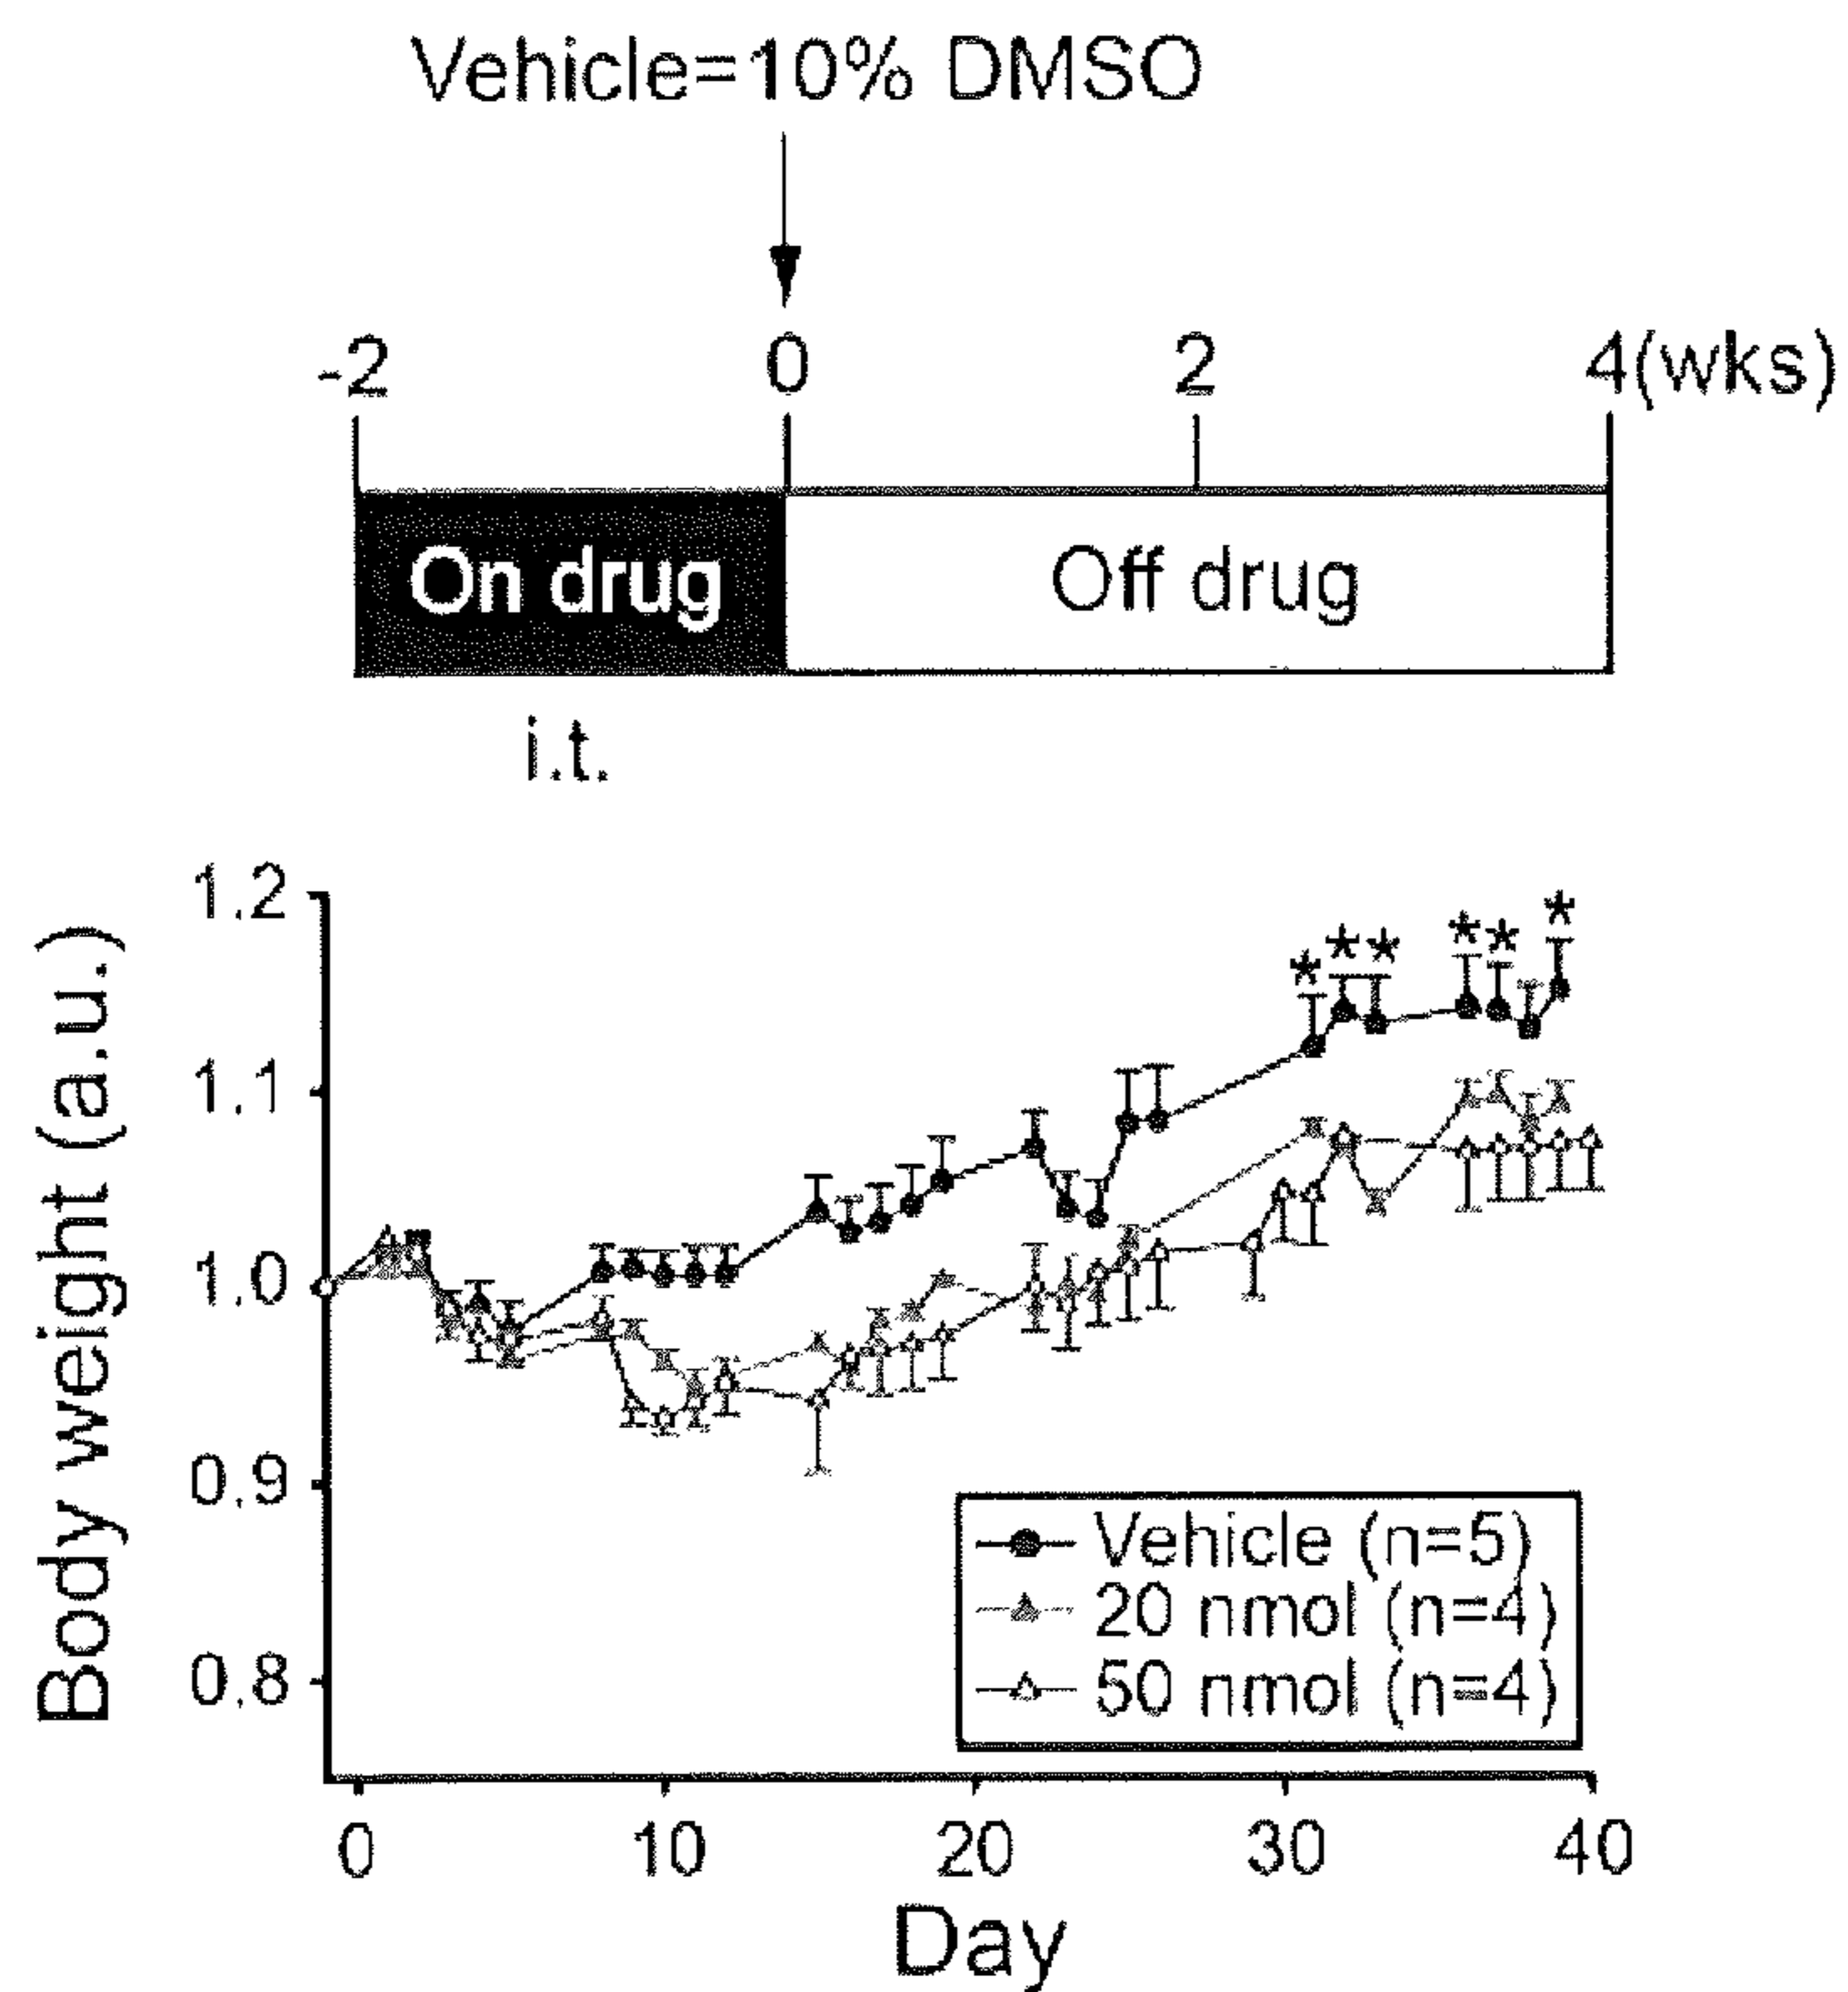 Vehicle=10% DMSO
-2 0 2 4(wks)
On drug Off drug
i.t.
Body weight (a.u.)
1.2
* * * * * *
1.1
1.0
0.9
0.8
Vehicle (n=5)
20 nmol (n=4)
50 nmol (n=4)
0 10 20 30 40
Day